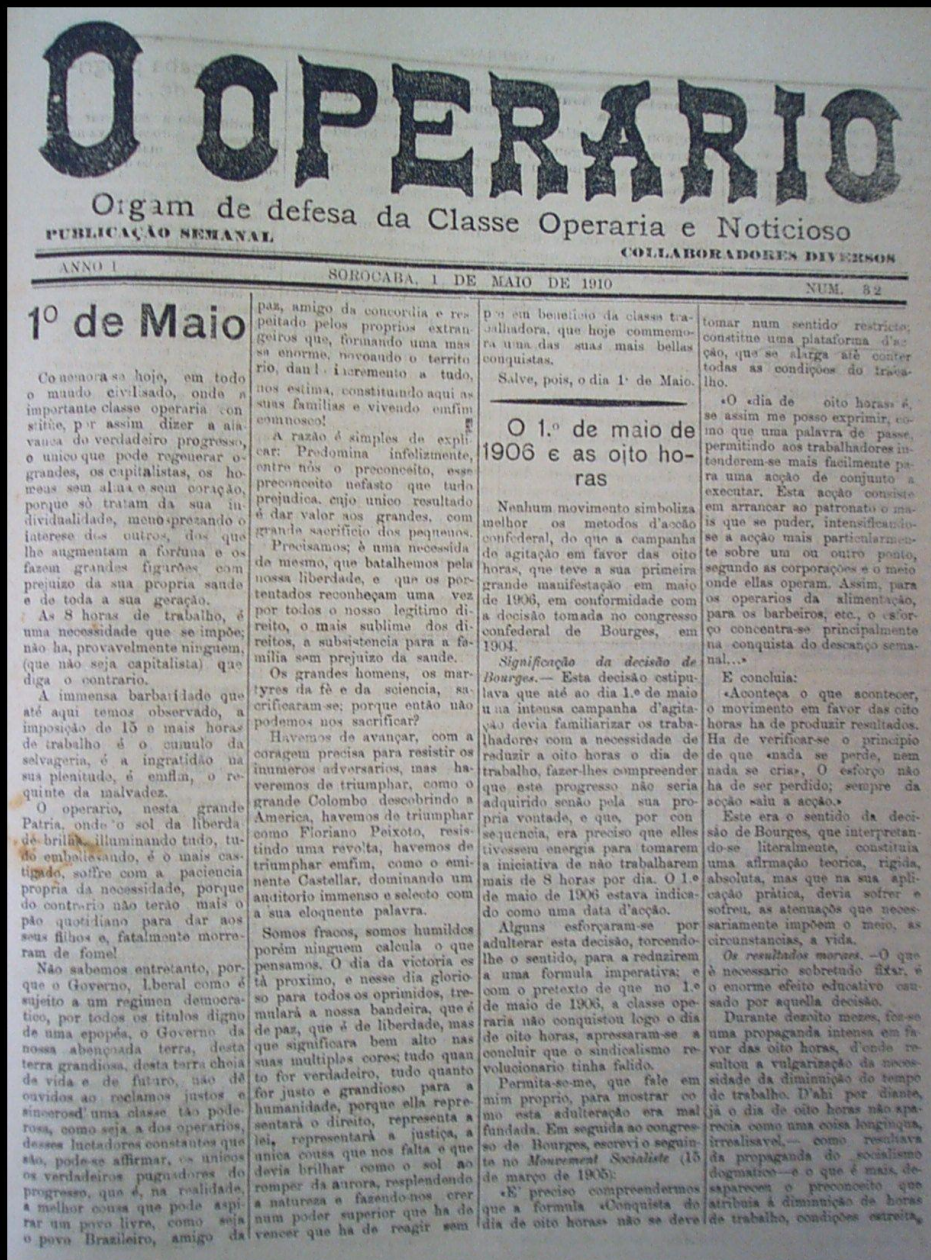 O OPERARIO
Orgam de defesa da Classe Operaria e Noticioso
PUBLICAÇÃO SEMANAL
COLLABORADORES DIVERSOS
ANNO I
SOROCABA, 1 DE MAIO DE 1910
NUM. 32
1º de Maio
Commemora-se hoje, em todo
o mundo civilisado, onde a
importante classe operaria con
stitue, por assim dizer a ala-
vanca do verdadeiro progresso,
o unico que pode regenerar os
grandes, os capitalistas, os ho-
mens sem alma e sem coração,
porque só tratam da sua in-
dividualidade, menospresando o
interese dos outros, dos que
lhe augmentam a fortuna e os
fazem grandes figurões com
prejuizo da sua propria saude
e de toda a sua geração.
As 8 horas de trabalho, é
uma necessidade que se impõe;
não ha, provavelmente ninguem,
(que não seja capitalista) que
diga o contrario.
A immensa barbaridade que
até aqui temos observado, a
imposição de 15 e mais horas
de trabalho é o cumulo da
selvageria, é a ingratidão na
sua plenitude, é emfim, o re-
quinte da malvadez.
O operario, nesta grande
Patria, onde o sol da liberda
de brilha, illuminando tudo, tu-
do embelezando, é o mais cas-
tigado, soffre com a paciencia
propria da necessidade, porque
do contrario não terão mais o
pão quotidiano para dar aos
seus filhos e, fatalmente morre-
ram de fome!
Não sabemos entretanto, por-
que o Governo, Liberal como é
sujeito a um regimen democra-
tico, por todos os titulos digno
de uma epopéa, o Governo da
nossa abençoada terra, desta
terra grandiosa, desta terra cheia
de vida e de futuro, não dê
ouvidos ao reclamos justos e
sinceros d'uma classe tão pode-
rosa, como seja a dos operarios,
desses luctadores constantes que
são, pode-se affirmar, os unicos
os verdadeiros pugnadores do
progresso, que é, na realidade,
a melhor cousa que pode aspi-
rar um povo livre, como seja
o povo Brazileiro, amigo da
paz, amigo da concordia e res
peitado pelos proprios extran-
geiros que, formando uma mas
sa enorme, povoando o territo
rio, dando incremento a tudo,
nos estima, constituindo aqui as
suas familias e vivendo emfim
comnosco!
A razão é simples de expli-
car: Predomina infelizmente,
entre nós o preconceito, esse
preconceito nefasto que tudo
prejudica, cujo unico resultado
é dar valor aos grandes, com
grande sacrificio dos pequenos.
Precisamos; é uma necessida
de mesmo, que batalhemos pela
nossa liberdade, e que os por-
tentados reconheçam uma vez
por todos o nosso legitimo di-
reito, o mais sublime dos di-
reitos, a subsistencia para a fa-
milia sem prejuizo da saude.
Os grandes homens, os mar-
tyres da fé e da sciencia, sa-
crificaram-se; porque então não
podemos nos sacrificar?
Havemos de avançar, com a
coragem precisa para resistir os
inumeros adversarios, mas ha-
veremos de triumphar, como o
grande Colombo descobrindo a
America, havemos de triumphar
como Floriano Peixoto, resis-
tindo uma revolta, havemos de
triumphar emfim, como o emi-
nente Castellar, dominando um
auditorio immenso e selecto com
a sua eloquente palavra.
Somos fracos, somos humildes
porém ninguem calcula o que
pensamos. O dia da victoria es
tá proximo, e nesse dia glorio-
so para todos os oprimidos, tre-
mulará a nossa bandeira, que é
de paz, que é de liberdade, mas
que significara bem alto nas
suas multiplas cores; tudo quan
to for verdadeiro, tudo quanto
for justo e grandioso para a
humanidade, porque ella repre-
sentará o direito, representa a
lei, representará a justiça, a
unica cousa que nos falta e que
devia brilhar como o sol ao
romper da aurora, resplendendo
a natureza e fazendo-nos crer
num poder superior que ha de
vencer que ha de reagir sem
pre em beneficio da classe tra-
balhadora, que hoje commemo-
ra uma das suas mais bellas
conquistas.
Salve, pois, o dia 1º de Maio.
O 1.º de maio de
1906 e as oito ho-
ras
Nenhum movimento simboliza
melhor os metodos d'acção
confederal, do que a campanha
de agitação em favor das oito
horas, que teve a sua primeira
grande manifestação em maio
de 1906, em conformidade com
a decisão tomada no congresso
confederal de Bourges, em
1904.
Significação da decisão de
Bourges.— Esta decisão estipu-
lava que até ao dia 1.º de maio
uma intensa campanha d'agita-
ção devia familiarizar os traba-
lhadores com a necessidade de
reduzir a oito horas o dia de
trabalho, fazer-lhes compreender
que este progresso não seria
adquirido senão pela sua pro-
pria vontade, e que, por con
sequencia, era preciso que elles
tivessem energia para tomarem
a iniciativa de não trabalharem
mais de 8 horas por dia. O 1.º
de maio de 1906 estava indica-
do como uma data d'acção.
Alguns esforçaram-se por
adulterar esta decisão, torcendo-
lhe o sentido, para a reduzirem
a uma formula imperativa; e
com o pretexto de que no 1.º
de maio de 1906, a classe ope-
raria não conquistou logo o dia
de oito horas, apressaram-se a
concluir que o sindicalismo re-
volucionario tinha falido.
Permita-se-me, que fale em
mim proprio, para mostrar co
mo esta adulteração era mal
fundada. Em seguida ao congres-
so de Bourges, escrevi o seguin-
te no Mouvement Socialiste (15
de março de 1905):
«E' preciso compreendermos
que a formula «Conquista do
dia de oito horas» não se deve
tomar num sentido restricto;
constitue uma plataforma d'ac-
ção, que se alarga até conter
todas as condições do traba-
lho.
«O «dia de oito horas» é,
se assim me posso exprimir, co-
mo que uma palavra de passe,
permitindo aos trabalhadores in-
tenderem-se mais facilmente pa-
ra uma acção de conjunto a
executar. Esta acção consiste
em arrancar ao patronato o ma-
is que se puder, intensificando-
se a acção mais particularmen-
te sobre um ou outro ponto,
segundo as corporações e o meio
onde ellas operam. Assim, para
os operarios da alimentação,
para os barbeiros, etc., o esfor-
ço concentra-se principalmente
na conquista do descanço sema-
nal...»
E concluia:
«Aconteça o que acontecer,
o movimento em favor das oito
horas ha de produzir resultados.
Ha de verificar-se o principio
de que «nada se perde, nem
nada se cria», O esforço não
ha de ser perdido; sempre da
acção saiu a acção.»
Este era o sentido da deci-
são de Bourges, que interpretan-
do-se literalmente, constituia
uma afirmação teorica, rigida,
absoluta, mas que na sua apli-
cação prática, devia sofrer e
sofreu, as atenuações que neces-
sariamente impõem o meio, as
circunstancias, a vida.
Os resultados moraes. —O que
è necessario sobretudo fixar, é
o enorme efeito educativo cau-
sado por aquella decisão.
Durante dezoito mezes, fez-se
uma propaganda intensa em fa-
vor das oito horas, d'onde re-
sultou a vulgarização da neces-
sidade da diminuição do tempo
de trabalho. D'ahi por diante,
já o dia de oito horas não apa-
recia como uma coisa longinqua,
irrealisavel,— como resultava
da propaganda do socialismo
dogmatico—e o que é mais, de-
sapareceu o preconceito que
atribuia à diminuição de horas
de trabalho, condições estreita,